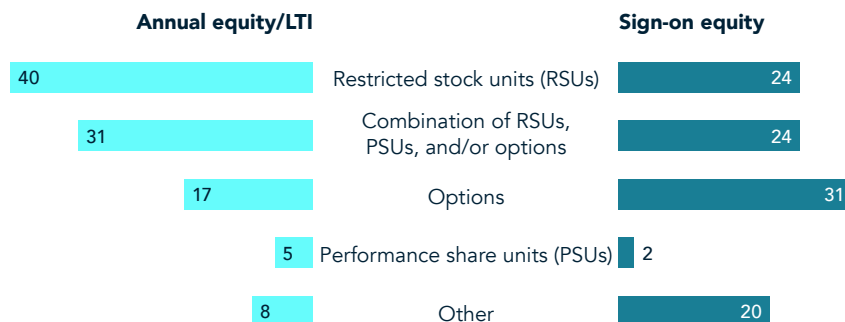 Annual equity/LTI
Sign-on equity
40
Restricted stock units (RSUs)
24
31
Combination of RSUs,
PSUs, and/or options
24
17
Options
31
5
Performance share units (PSUs)
2
8
Other
20